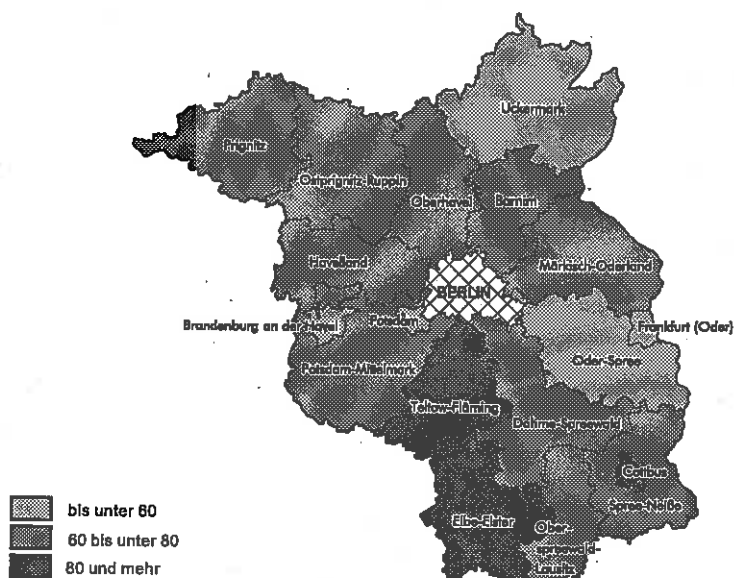 Uckermark
Prignitz
Ostprignitz-Ruppin
Oberhavel
Barnim
Havelland
Märkisch-Oderland
BERLIN
Brandenburg an der Havel
Potsdam
Frankfurt (Oder)
Oder-Spree
Potsdam-Mittelmark
Teltow-Fläming
Dahme-Spreewald
Cottbus
Spree-Neiße
Elbe-Elster
Ober-
spreewald-
Lausitz
bis unter 60
60 bis unter 80
80 und mehr